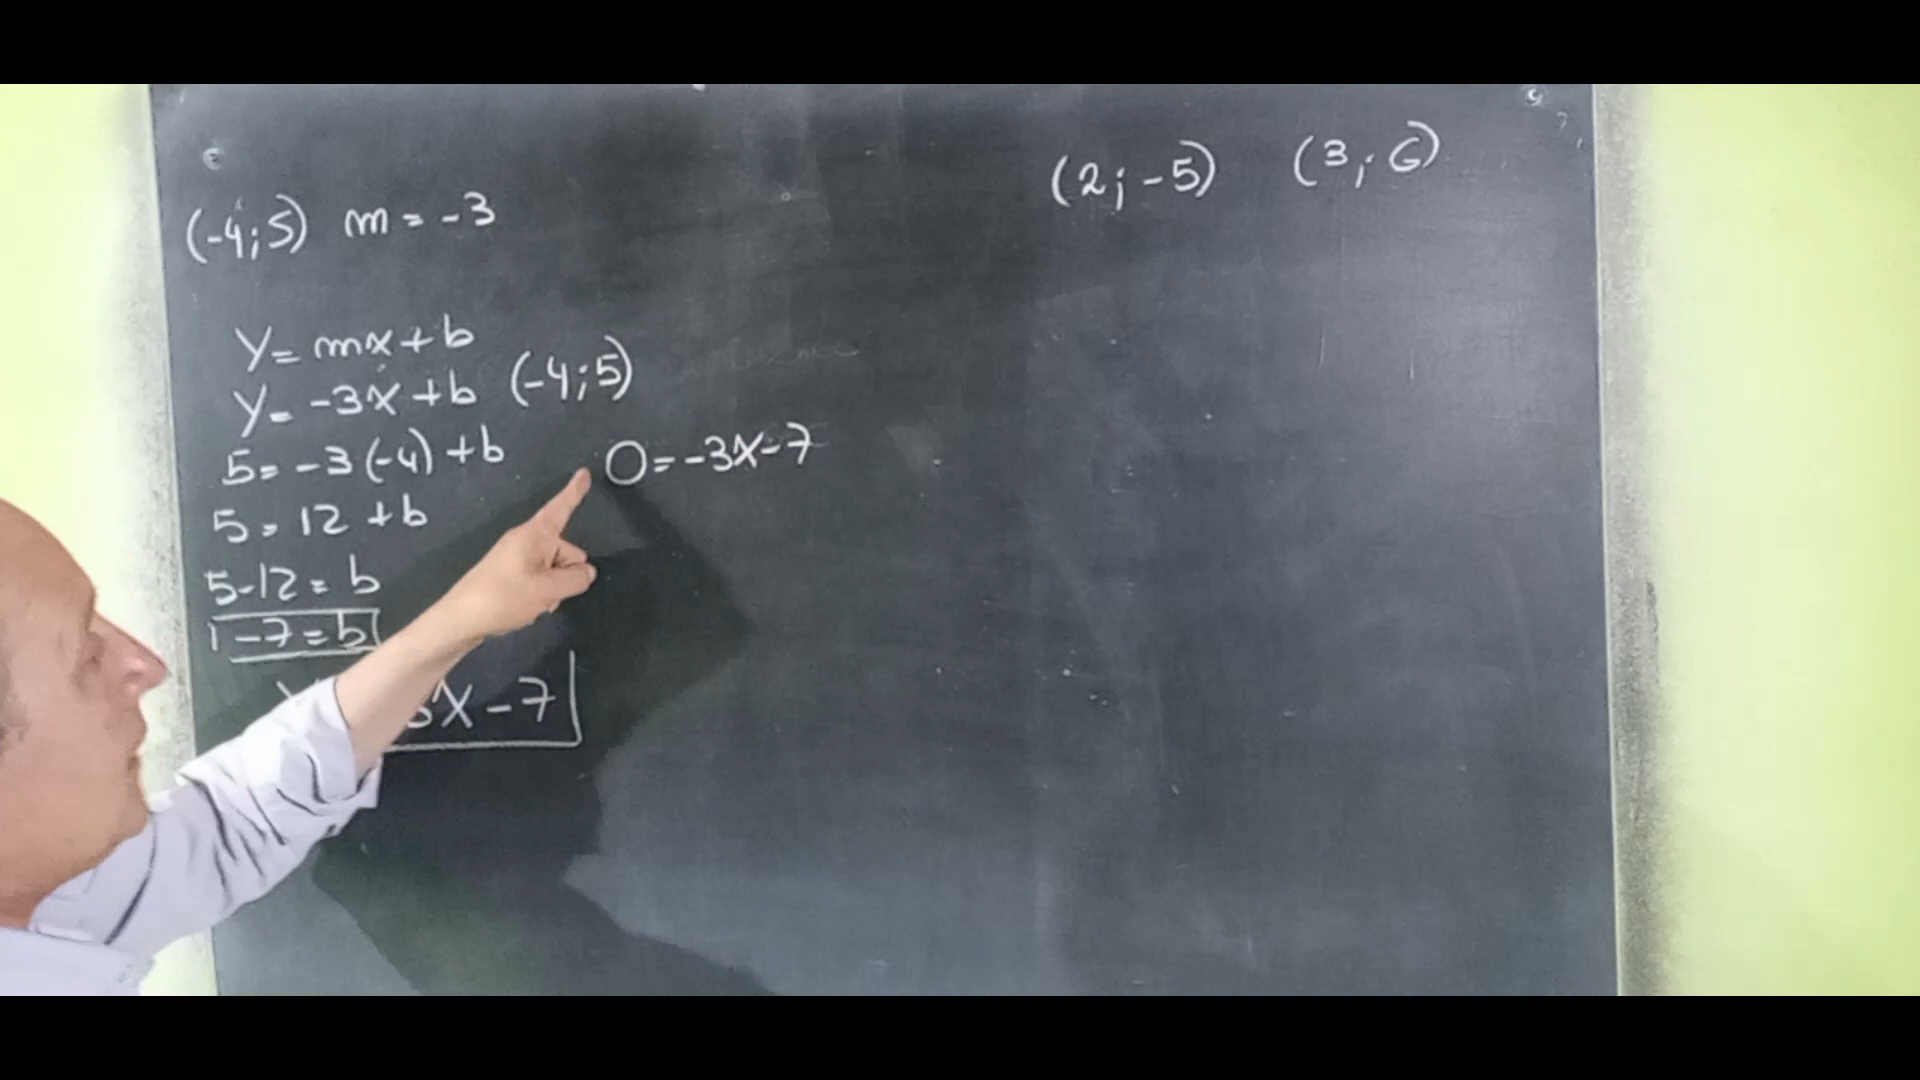 (-4;5) m = -3
y = mx + b
y = -3x + b (-4;5)
5 = -3(-4) + b
5 = 12 + b
5-12 = b
-7 = b
x - 7
0 = -3x - 7
(2;-5) (3;6)